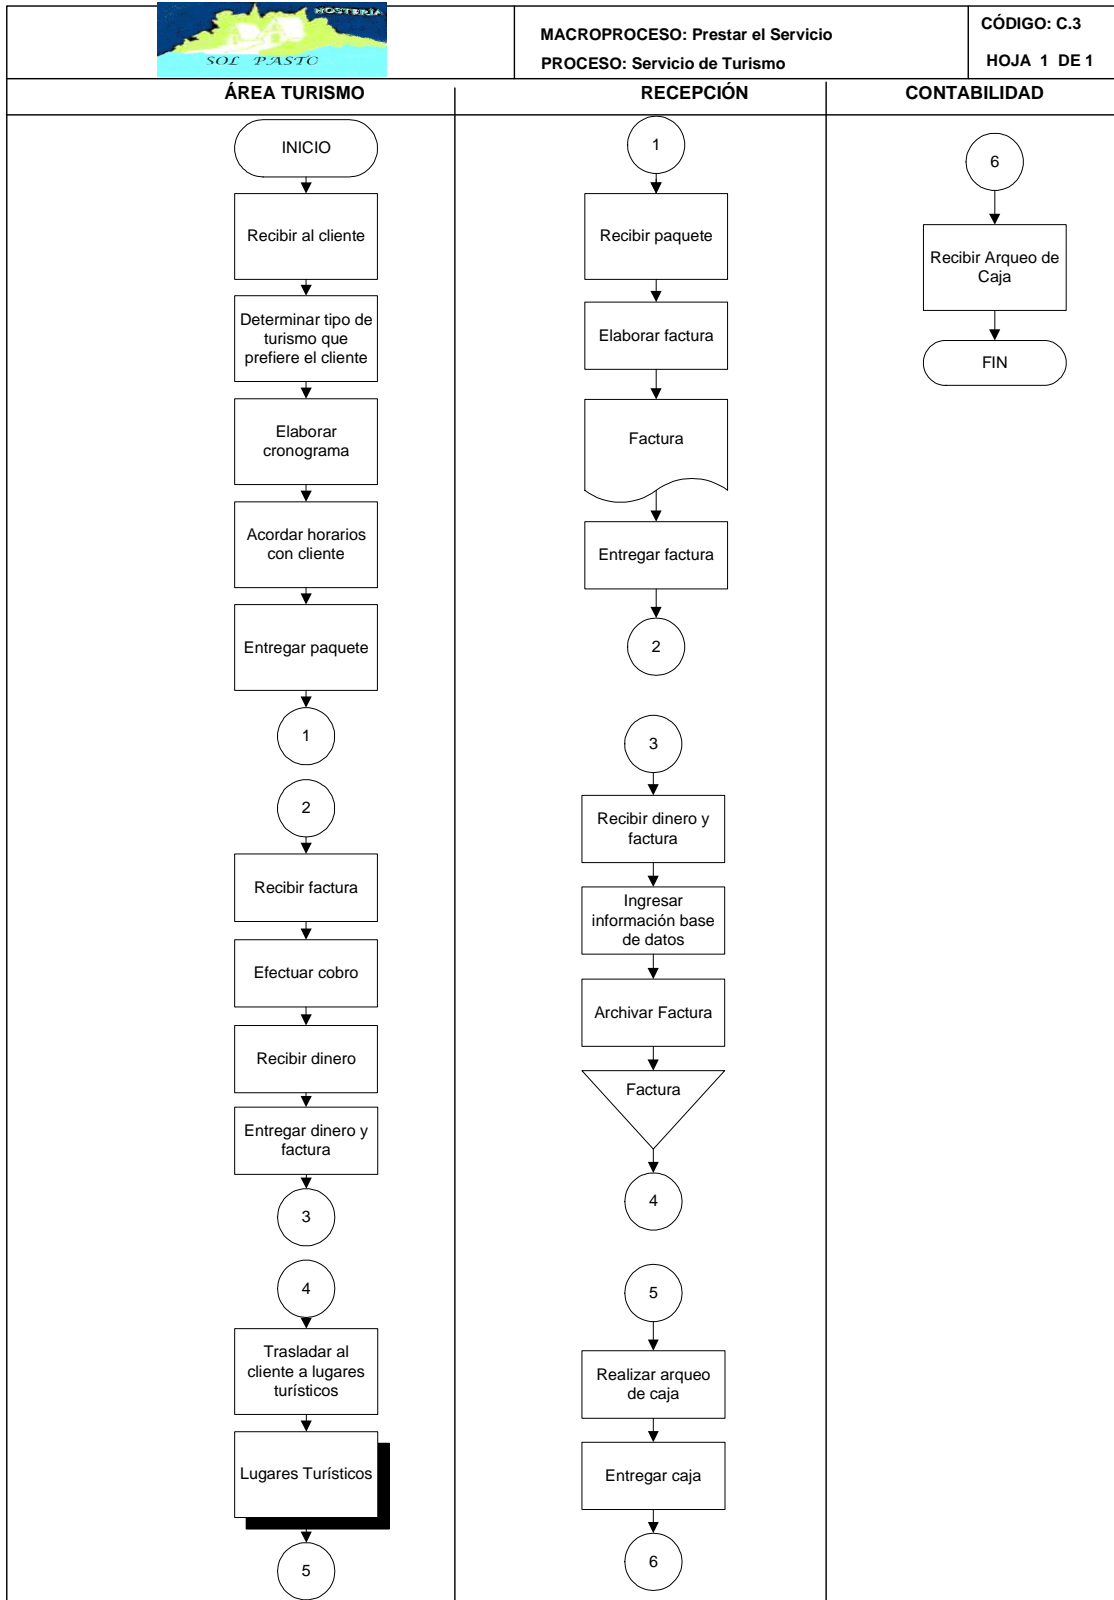 HOSTERIA
SOL PASTO
MACROPROCESO: Prestar el Servicio
PROCESO: Servicio de Turismo
CÓDIGO: C.3
HOJA 1 DE 1
ÁREA TURISMO
INICIO
Recibir al cliente
Determinar tipo de
turismo que
prefiere el cliente
Elaborar
cronograma
Acordar horarios
con cliente
Entregar paquete
1
2
Recibir factura
Efectuar cobro
Recibir dinero
Entregar dinero y
factura
3
4
Trasladar al
cliente a lugares
turísticos
Lugares Turísticos
5
RECEPCIÓN
1
Recibir paquete
Elaborar factura
Factura
Entregar factura
2
3
Recibir dinero y
factura
Ingresar
información base
de datos
Archivar Factura
Factura
4
5
Realizar arqueo
de caja
Entregar caja
6
CONTABILIDAD
6
Recibir Arqueo de
Caja
FIN